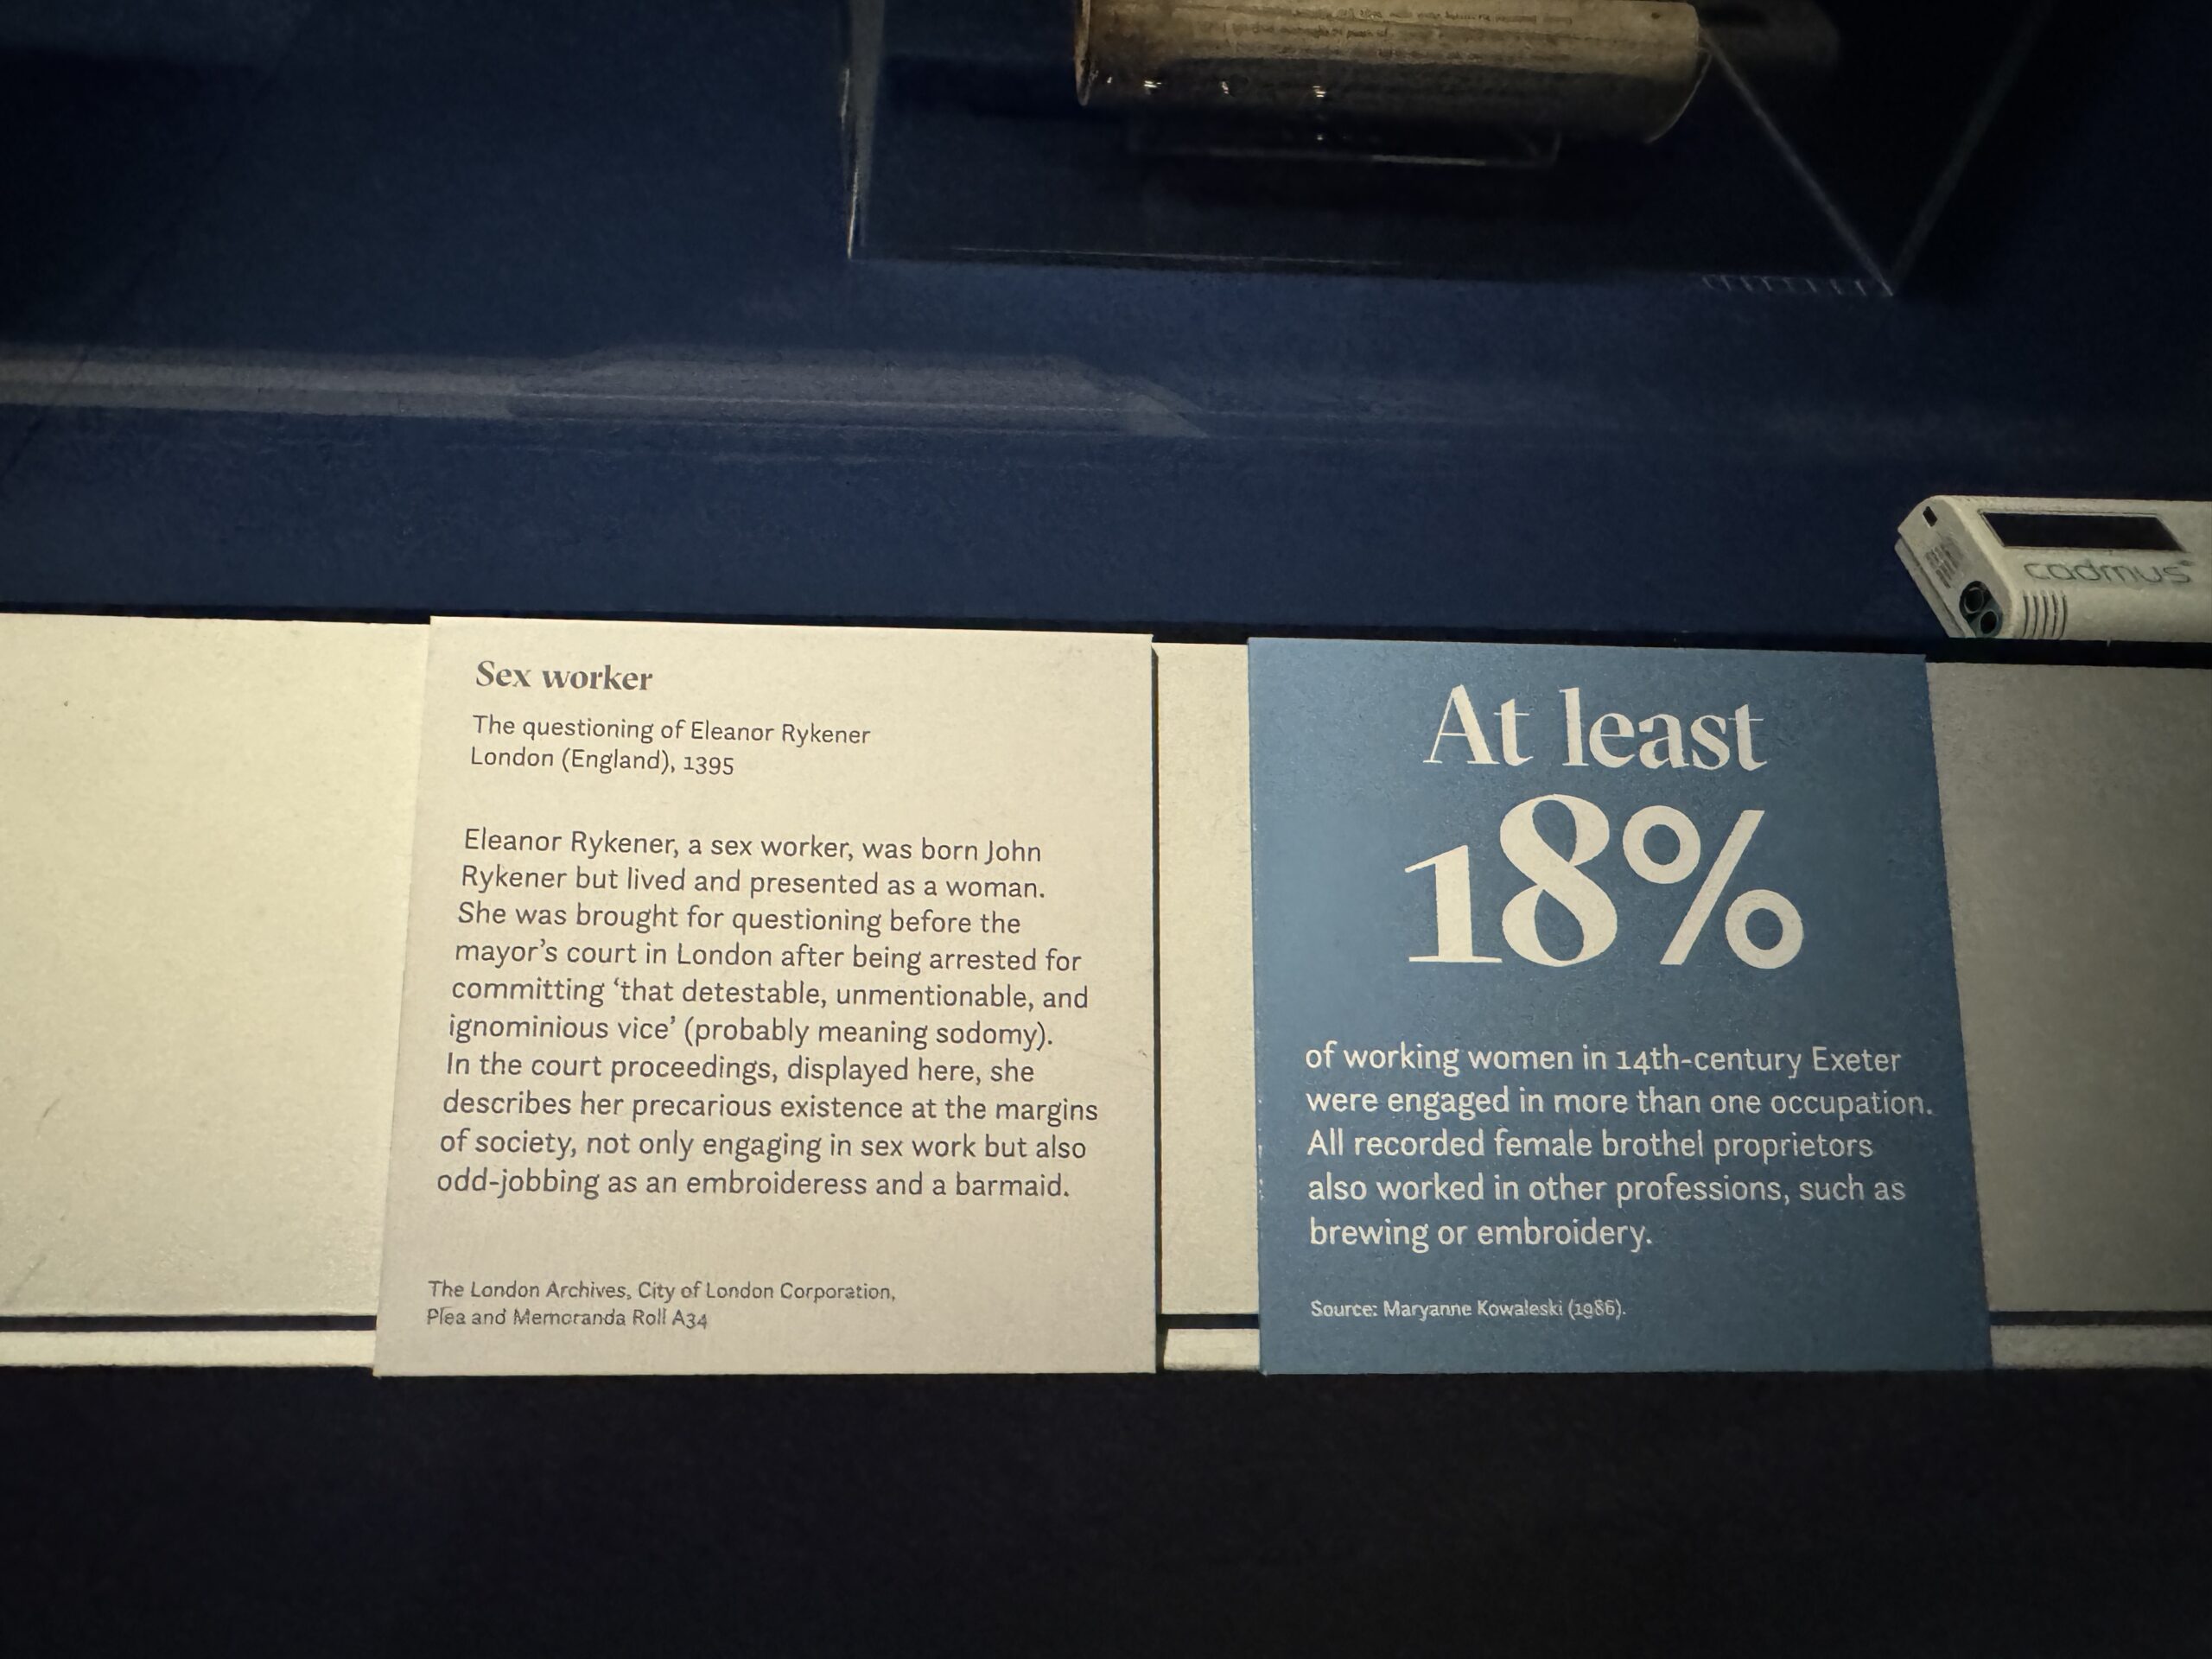 cadmus
Sex worker
The questioning of Eleanor Rykener
London (England), 1395
Eleanor Rykener, a sex worker, was born John
Rykener but lived and presented as a woman.
She was brought for questioning before the
mayor's court in London after being arrested for
committing ‘that detestable, unmentionable, and
ignominious vice’ (probably meaning sodomy).
In the court proceedings, displayed here, she
describes her precarious existence at the margins
of society, not only engaging in sex work but also
odd-jobbing as an embroideress and a barmaid.
The London Archives, City of London Corporation,
Plea and Memoranda Roll A34
At least
18%
of working women in 14th-century Exeter
were engaged in more than one occupation.
All recorded female brothel proprietors
also worked in other professions, such as
brewing or embroidery.
Source: Maryanne Kowaleski (1986).